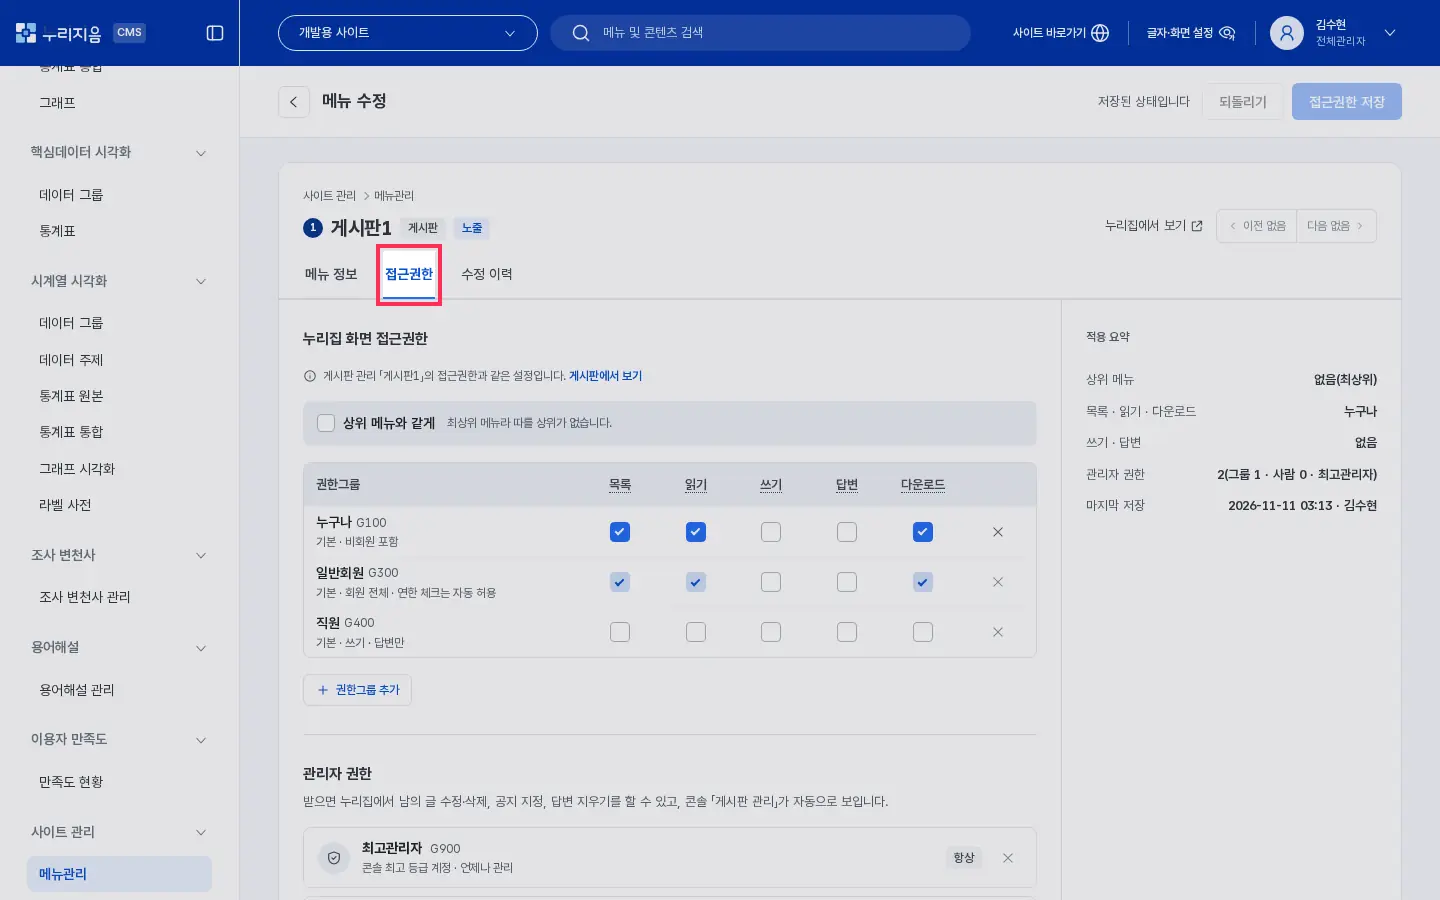 누리지음 CMS
개발용 사이트
메뉴 및 콘텐츠 검색
사이트 바로가기
글자·화면 설정
김수현
전체관리자
통계표 통합
그래프
핵심데이터 시각화
데이터 그룹
통계표
시계열 시각화
데이터 그룹
데이터 주제
통계표 원본
통계표 통합
그래프 시각화
라벨 사전
조사 변천사
조사 변천사 관리
용어해설
용어해설 관리
이용자 만족도
만족도 현황
사이트 관리
메뉴관리
메뉴 수정
저장된 상태입니다
되돌리기
접근권한 저장
사이트 관리 > 메뉴관리
1 게시판1 게시판 노출
누리집에서 보기
이전 없음
다음 없음
메뉴 정보
접근권한
수정 이력
누리집 화면 접근권한
게시판 관리 「게시판1」의 접근권한과 같은 설정입니다. 게시판에서 보기
상위 메뉴와 같게 최상위 메뉴라 따를 상위가 없습니다.
권한그룹 목록 읽기 쓰기 답변 다운로드
누구나 G100
기본 · 비회원 포함
일반회원 G300
기본 · 회원 전체 · 연한 체크는 자동 허용
직원 G400
기본 · 쓰기 · 답변만
+ 권한그룹 추가
관리자 권한
받으면 누리집에서 남의 글 수정·삭제, 공지 지정, 답변 지우기를 할 수 있고, 콘솔 「게시판 관리」가 자동으로 보입니다.
최고관리자 G900
콘솔 최고 등급 계정 · 언제나 관리
항상
적용 요약
상위 메뉴 없음(최상위)
목록 · 읽기 · 다운로드 누구나
쓰기 · 답변 없음
관리자 권한 2(그룹 1 · 사람 0 · 최고관리자)
마지막 저장 2026-11-11 03:13 · 김수현